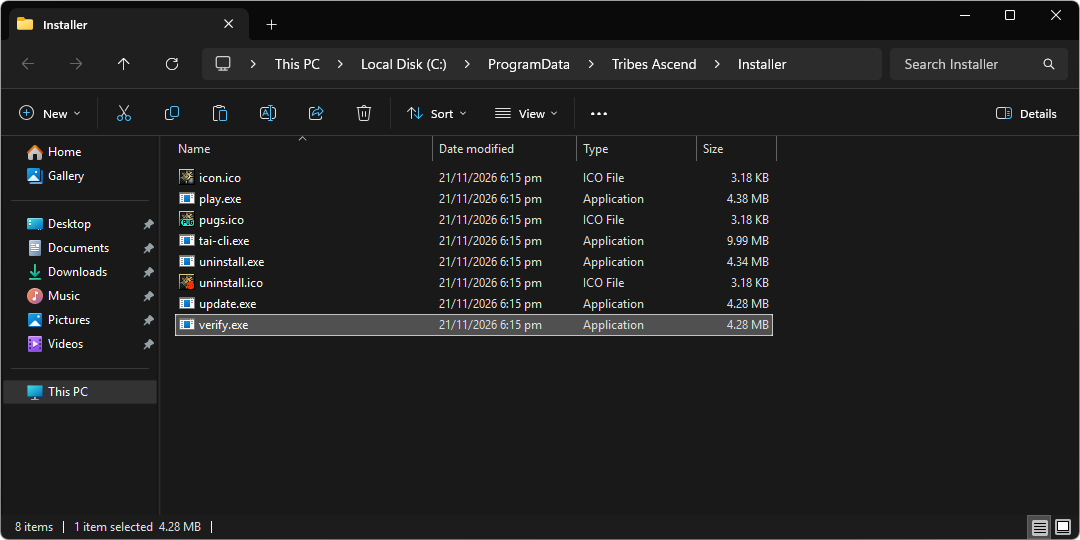 Installer
This PC Local Disk (C:) ProgramData Tribes Ascend Installer Search Installer
New Sort View Details
Home
Gallery
Desktop
Documents
Downloads
Music
Pictures
Videos
This PC
Name Date modified Type Size
icon.ico 21/11/2026 6:15 pm ICO File 3.18 KB
play.exe 21/11/2026 6:15 pm Application 4.38 MB
pugs.ico 21/11/2026 6:15 pm ICO File 3.18 KB
tai-cli.exe 21/11/2026 6:15 pm Application 9.99 MB
uninstall.exe 21/11/2026 6:15 pm Application 4.34 MB
uninstall.ico 21/11/2026 6:15 pm ICO File 3.18 KB
update.exe 21/11/2026 6:15 pm Application 4.28 MB
verify.exe 21/11/2026 6:15 pm Application 4.28 MB
8 items 1 item selected 4.28 MB